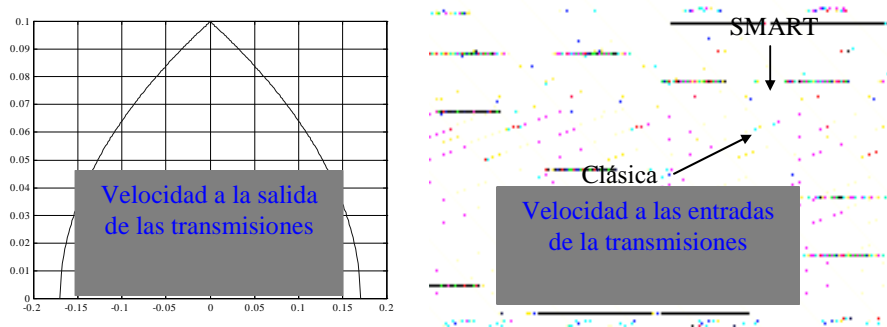 0.1
0.09
0.08
0.07
0.06
0.05
0.04
0.03
0.02
0.01
0
-0.2 -0.15 -0.1 -0.05 0 0.05 0.1 0.15 0.2
Velocidad a la salida
de las transmisiones
SMART
Clásica
Velocidad a las entradas
de la transmisiones